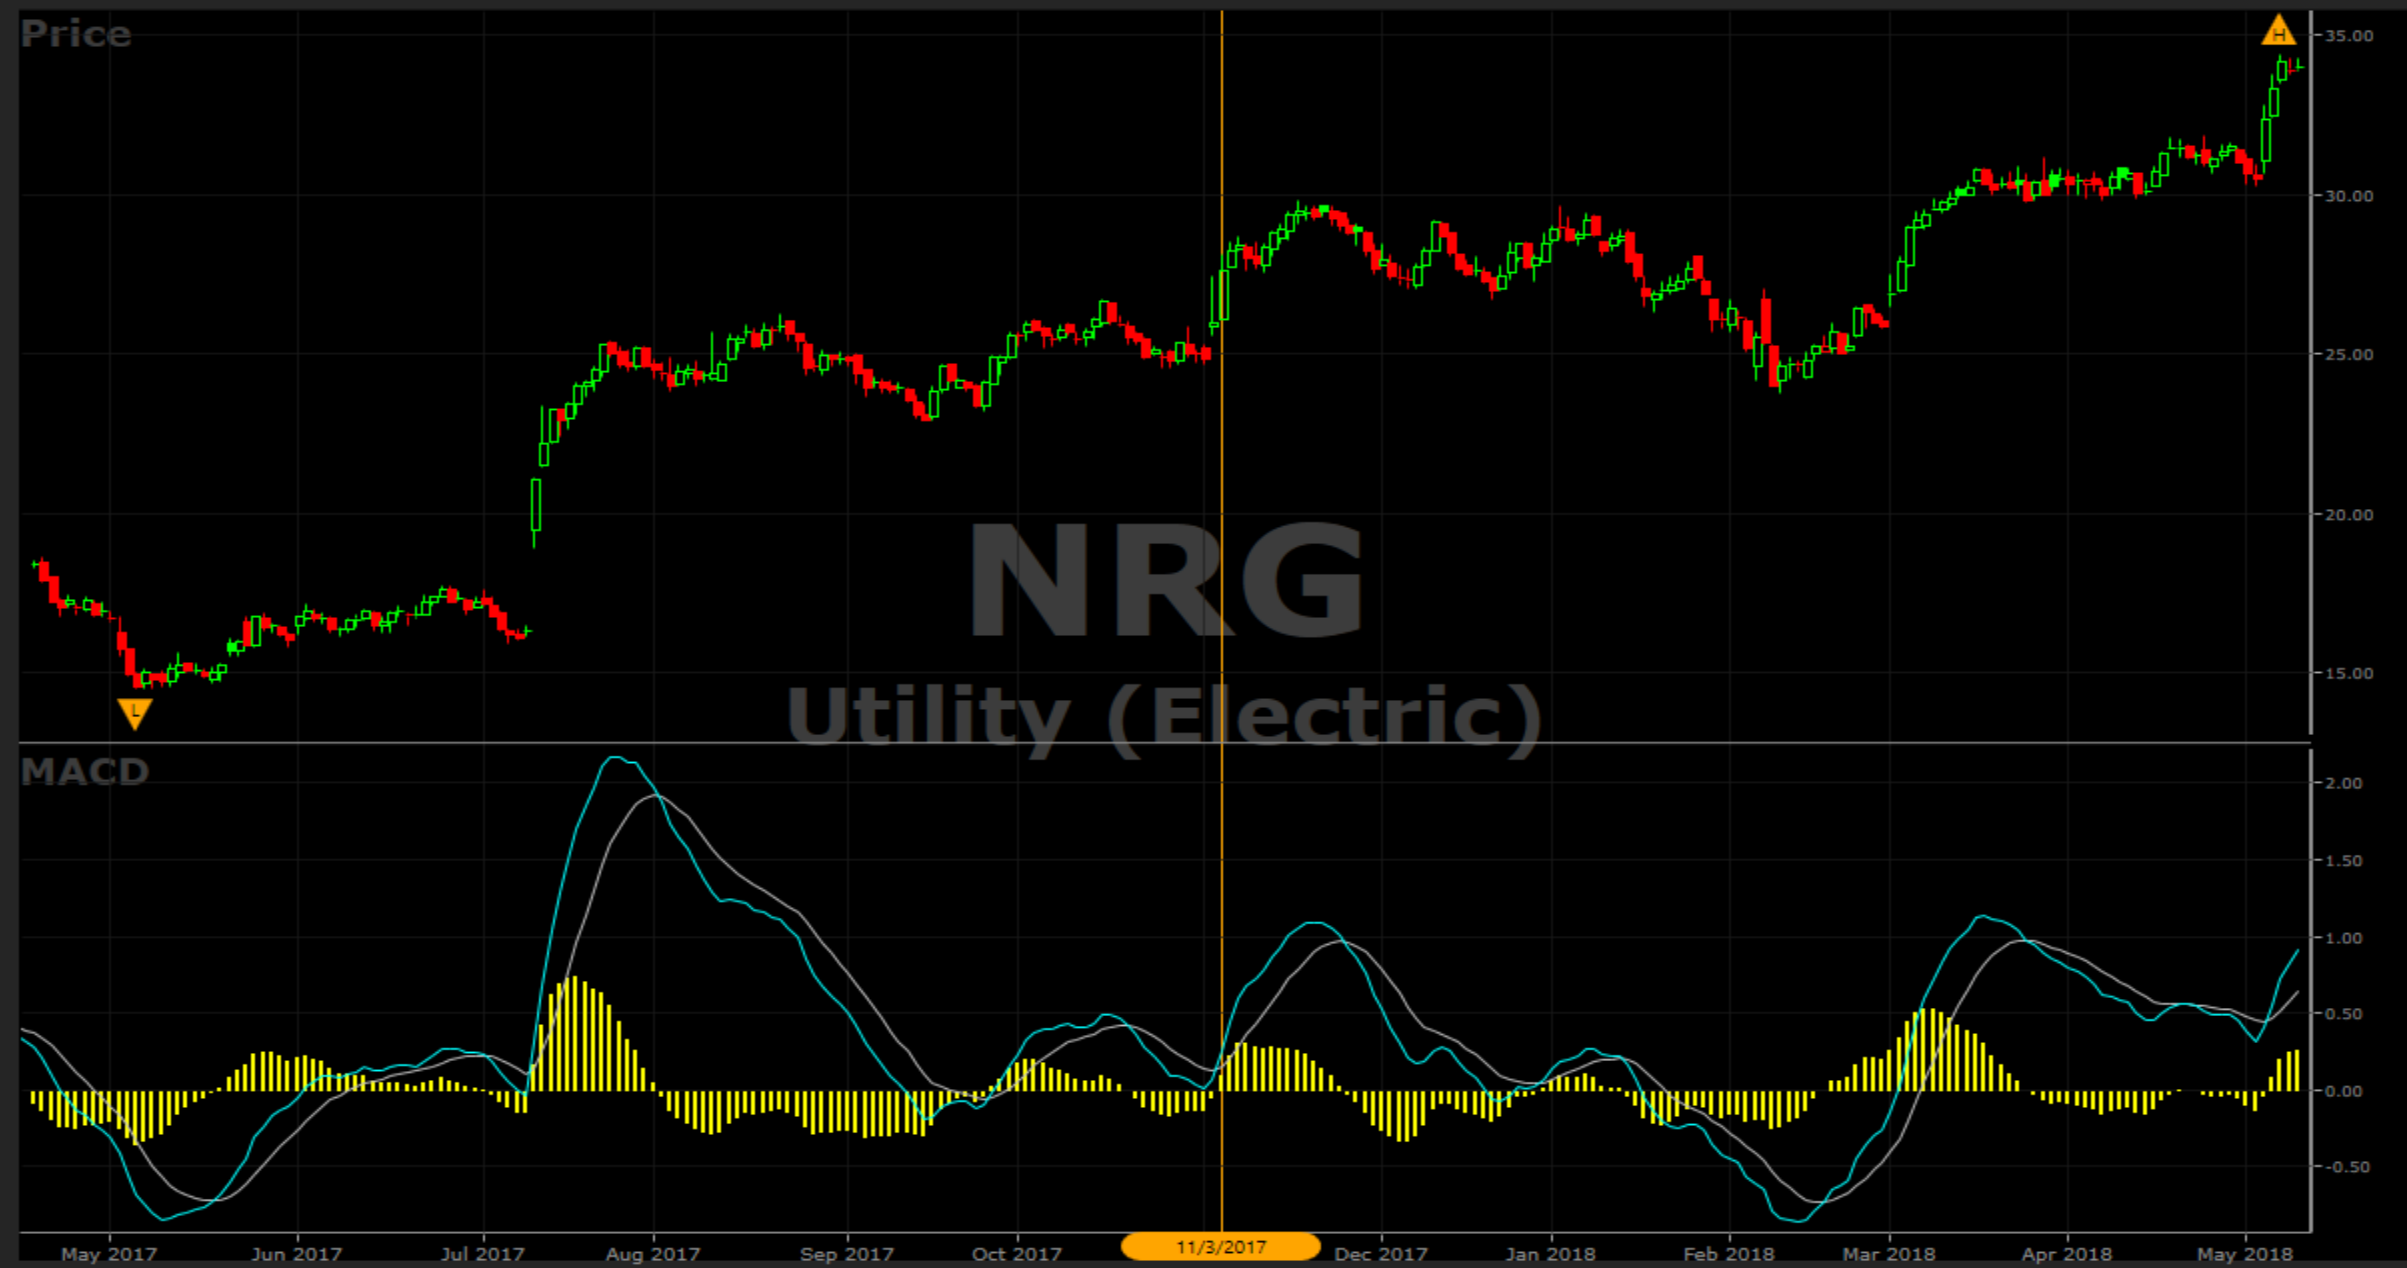 Price
H
35.00
30.00
25.00
20.00
NRG
15.00
Utility (Electric)
L
MACD
2.00
1.50
1.00
0.50
0.00
-0.50
May 2017 Jun 2017 Jul 2017 Aug 2017 Sep 2017 Oct 2017 11/3/2017 Dec 2017 Jan 2018 Feb 2018 Mar 2018 Apr 2018 May 2018